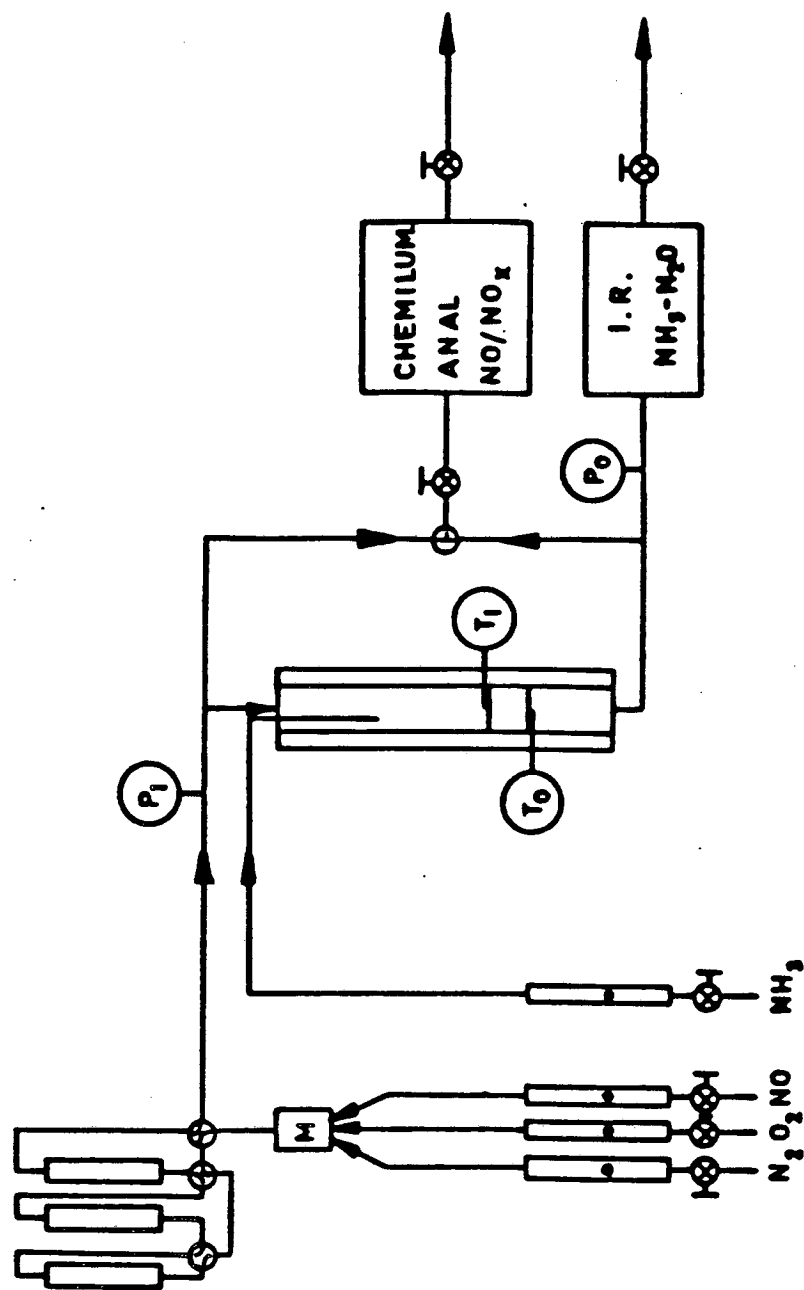 CHEMILUM
ANAL
NO/NOₓ
I.R.
NH₃-N₂O
P₀
T₁
T₀
P₁
NH₃
N₂ O₂ NO
M